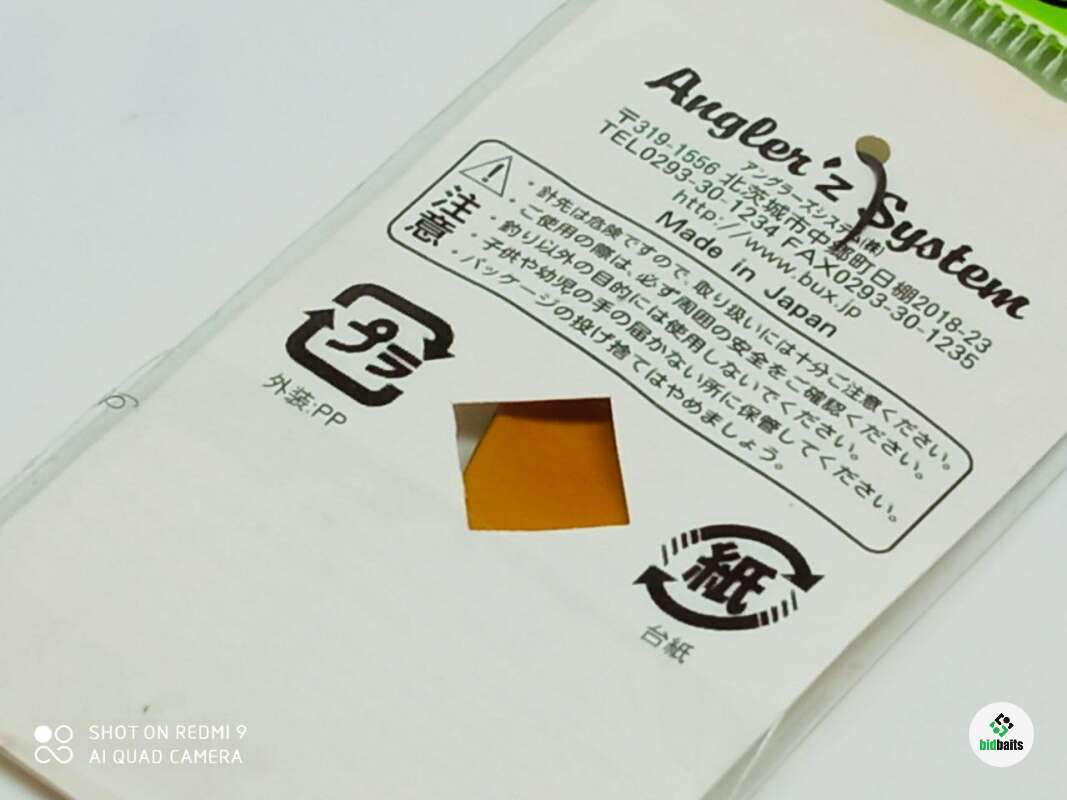 Angler'z System
アングラーズシステム(株)
〒319-1556 北茨城市中郷町日棚2018-23
TEL0293-30-1234 FAX0293-30-1235
http://www.bux.jp
Made in Japan
注意
・針先は危険ですので、取り扱いには十分ご注意ください。
・ご使用の際は、必ず周囲の安全をご確認ください。
・釣り以外の目的には使用しないでください。
・子供や幼児の手の届かない所に保管してください。
・パッケージの投げ捨てはやめましょう。
プラ
外装:PP
紙
台紙
SHOT ON REDMI 9
AI QUAD CAMERA
bidbaits